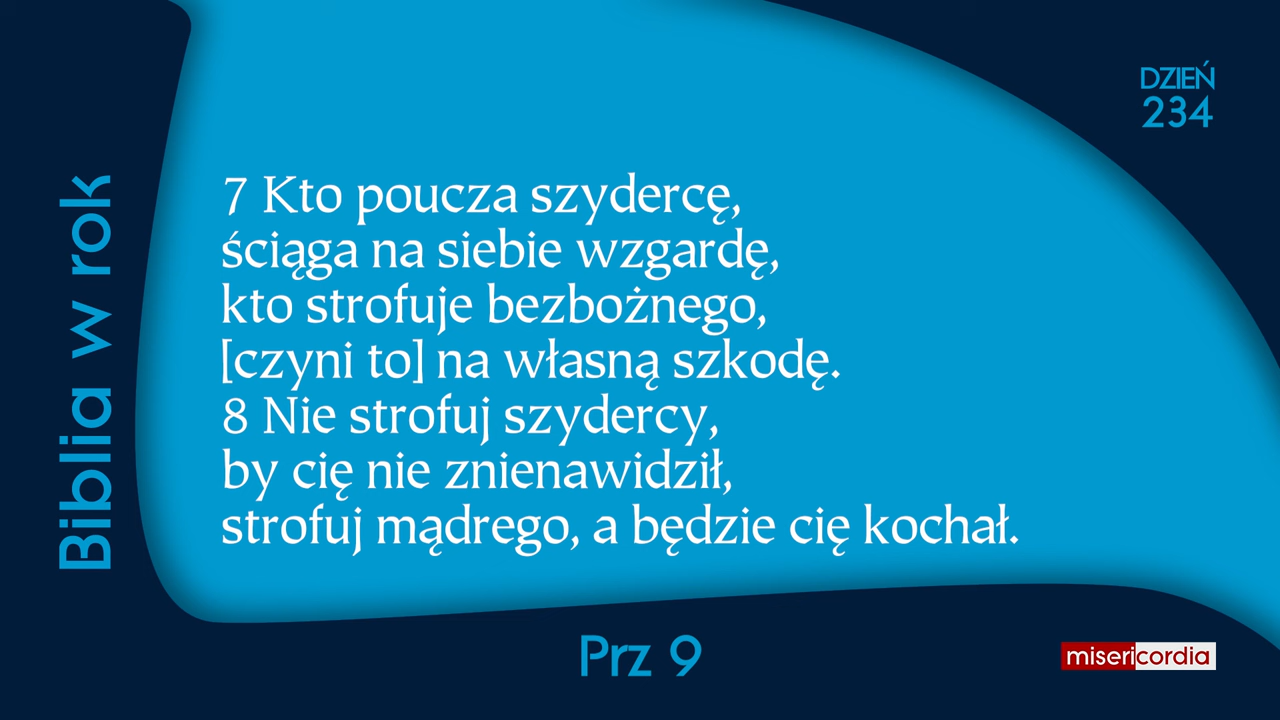 DZIEŃ
234
Biblia w rok
7 Kto poucza szydercę,
ściąga na siebie wzgardę,
kto strofuje bezbożnego,
[czyni to] na własną szkodę.
8 Nie strofuj szydercy,
by cię nie znienawidził,
strofuj mądrego, a będzie cię kochał.
Prz 9
misericordia